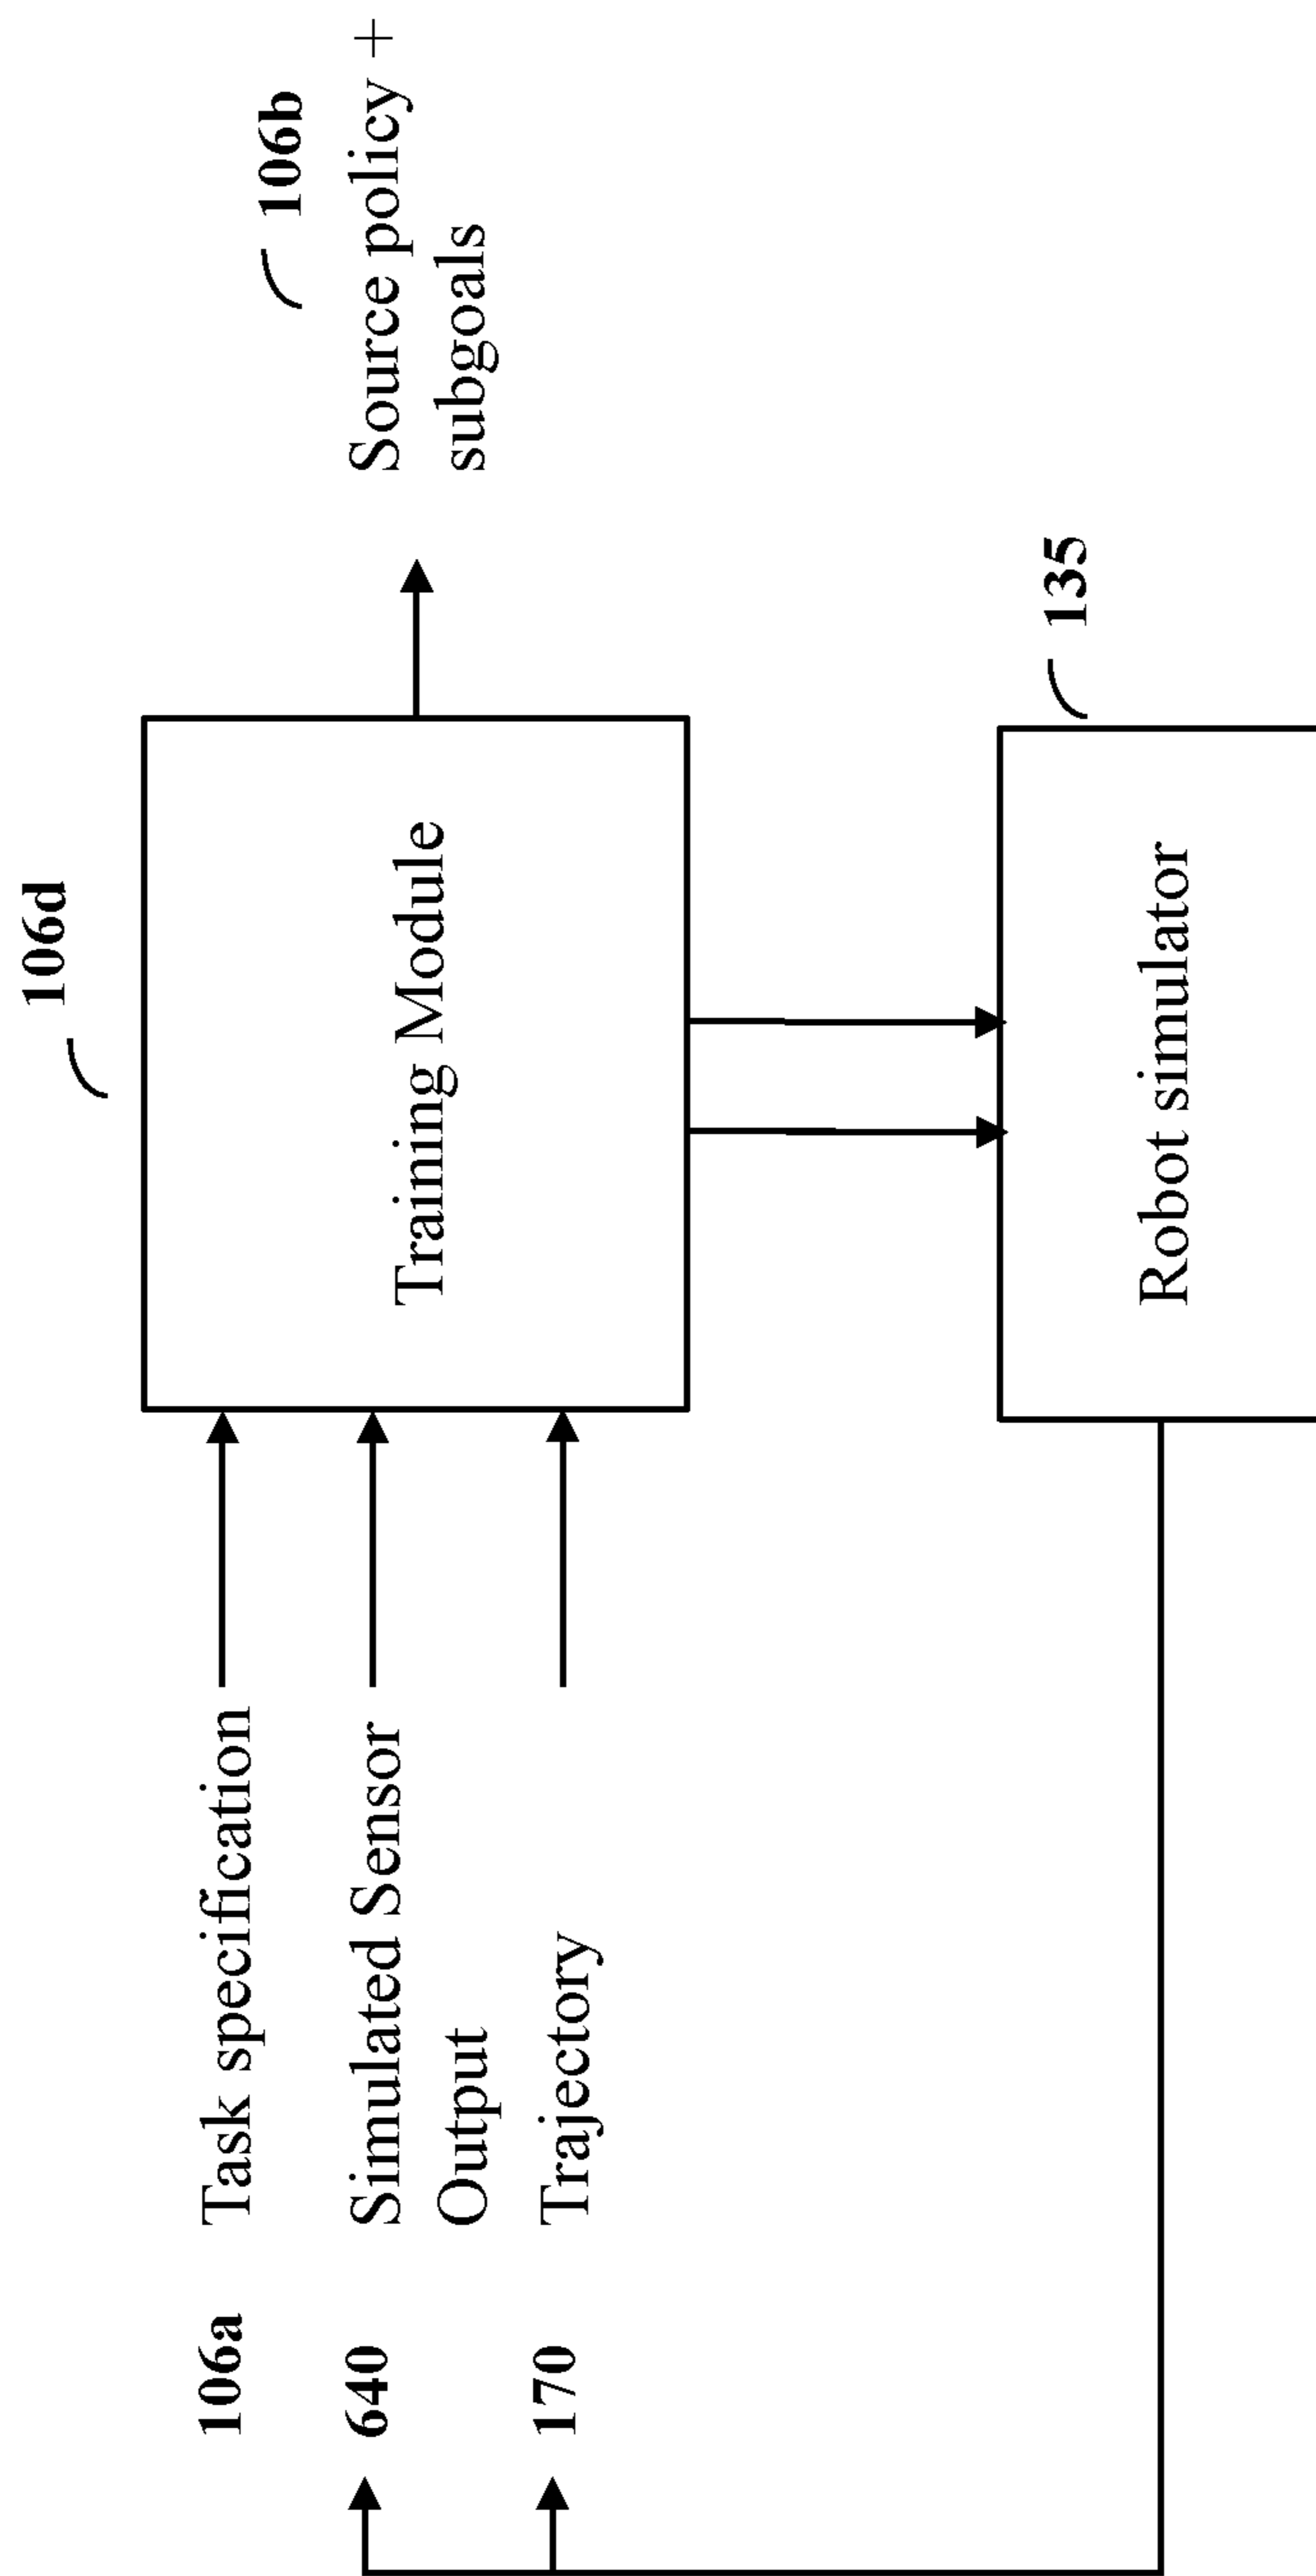 106d
106b
106a
Task specification
640
Simulated Sensor
Output
170
Trajectory
Training Module
Source policy +
subgoals
135
Robot simulator